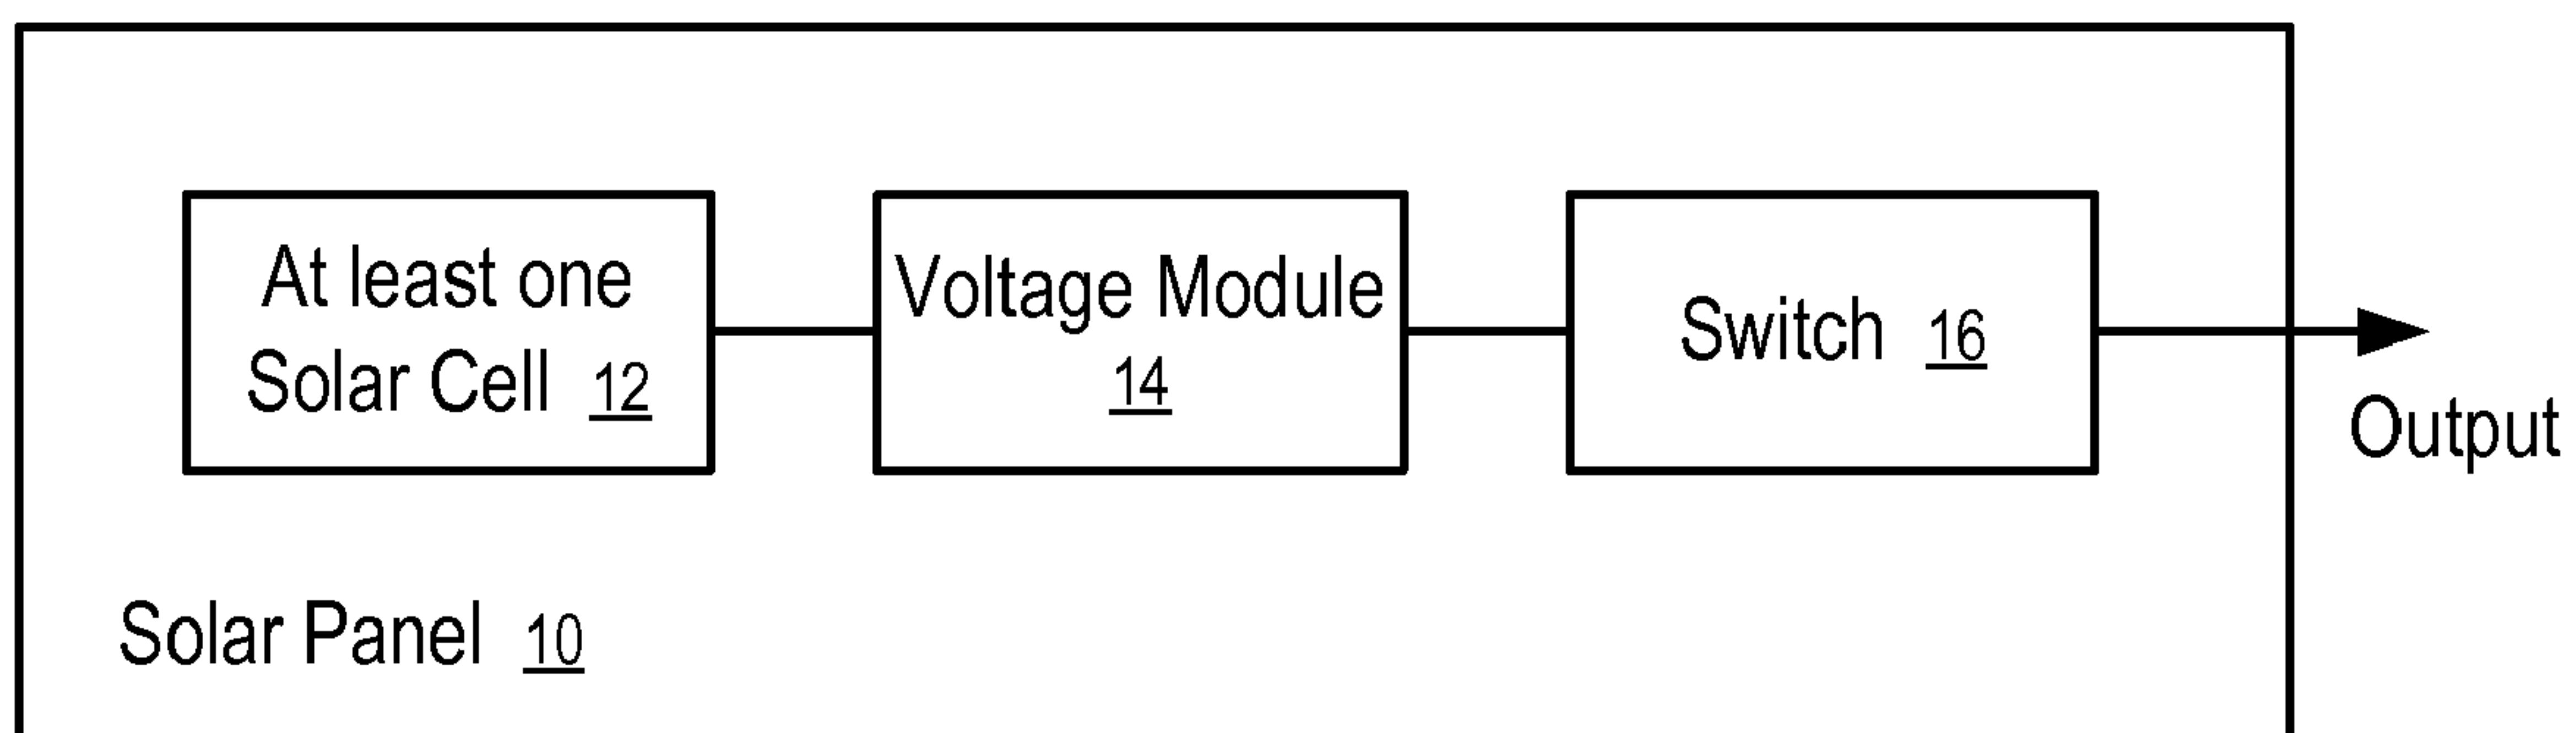 At least one
Solar Cell 12
Voltage Module
14
Switch 16
Output
Solar Panel 10